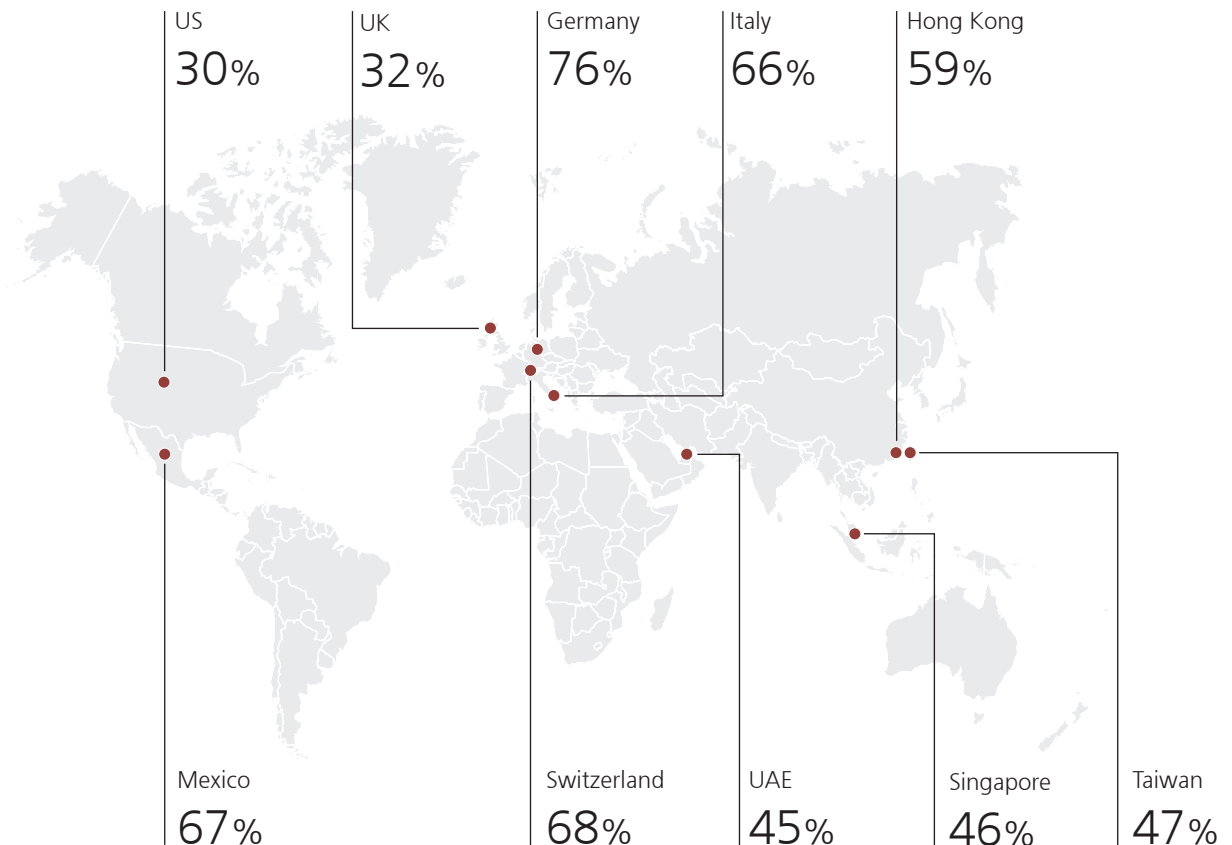 US
30%
UK
32%
Germany
76%
Italy
66%
Hong Kong
59%
Mexico
67%
Switzerland
68%
UAE
45%
Singapore
46%
Taiwan
47%